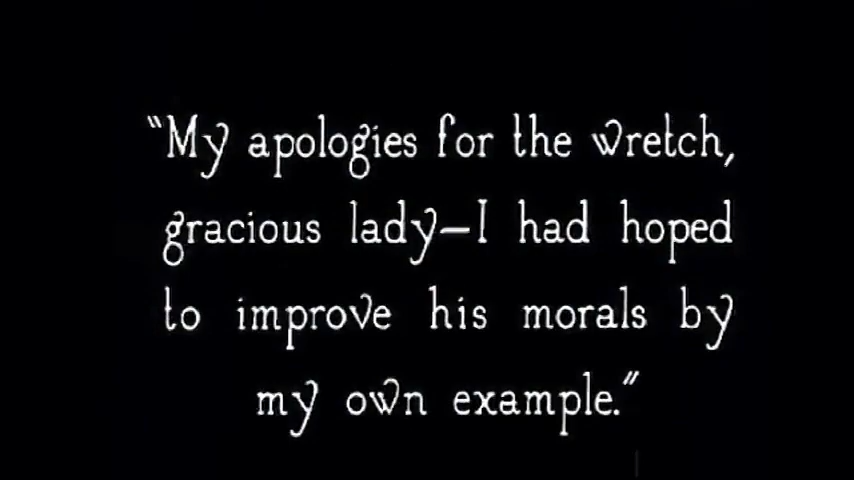 "My apologies for the wretch,
gracious lady—I had hoped
to improve his morals by
my own example."